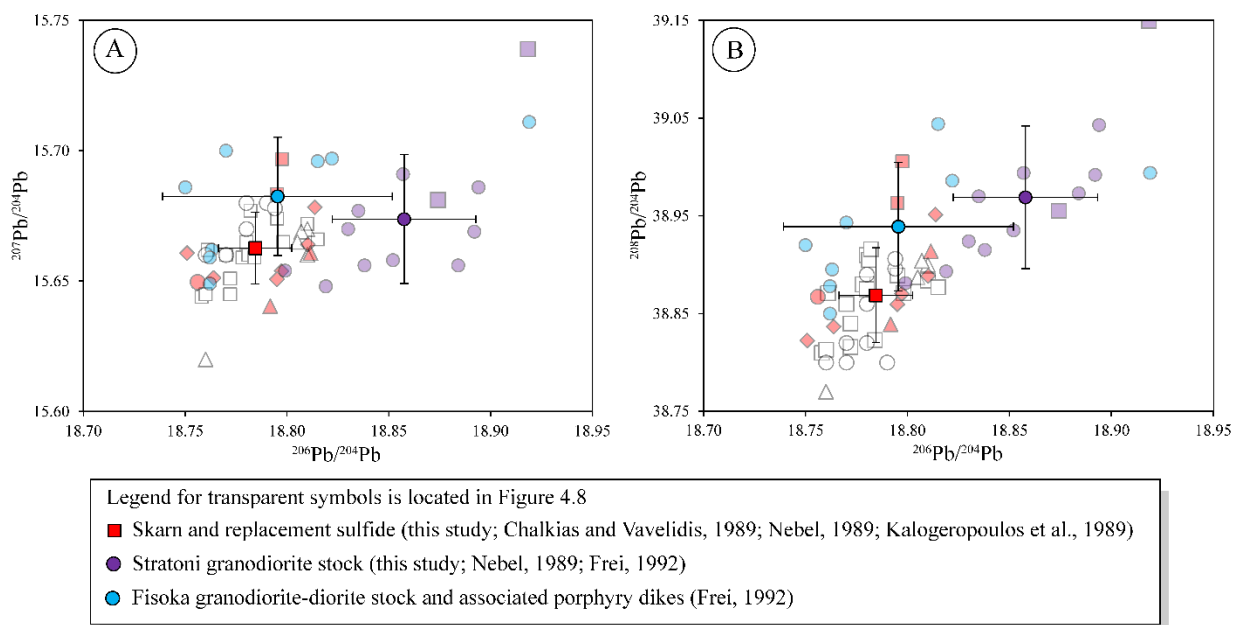 A
15.75
15.70
15.65
15.60
²⁰⁷Pb/²⁰⁴Pb
18.70 18.75 18.80 18.85 18.90 18.95
²⁰⁶Pb/²⁰⁴Pb
B
39.15
39.05
38.95
38.85
38.75
²⁰⁸Pb/²⁰⁴Pb
18.70 18.75 18.80 18.85 18.90 18.95
²⁰⁶Pb/²⁰⁴Pb
Legend for transparent symbols is located in Figure 4.8
Skarn and replacement sulfide (this study; Chalkias and Vavelidis, 1989; Nebel, 1989; Kalogeropoulos et al., 1989)
Stratoni granodiorite stock (this study; Nebel, 1989; Frei, 1992)
Fisoka granodiorite-diorite stock and associated porphyry dikes (Frei, 1992)